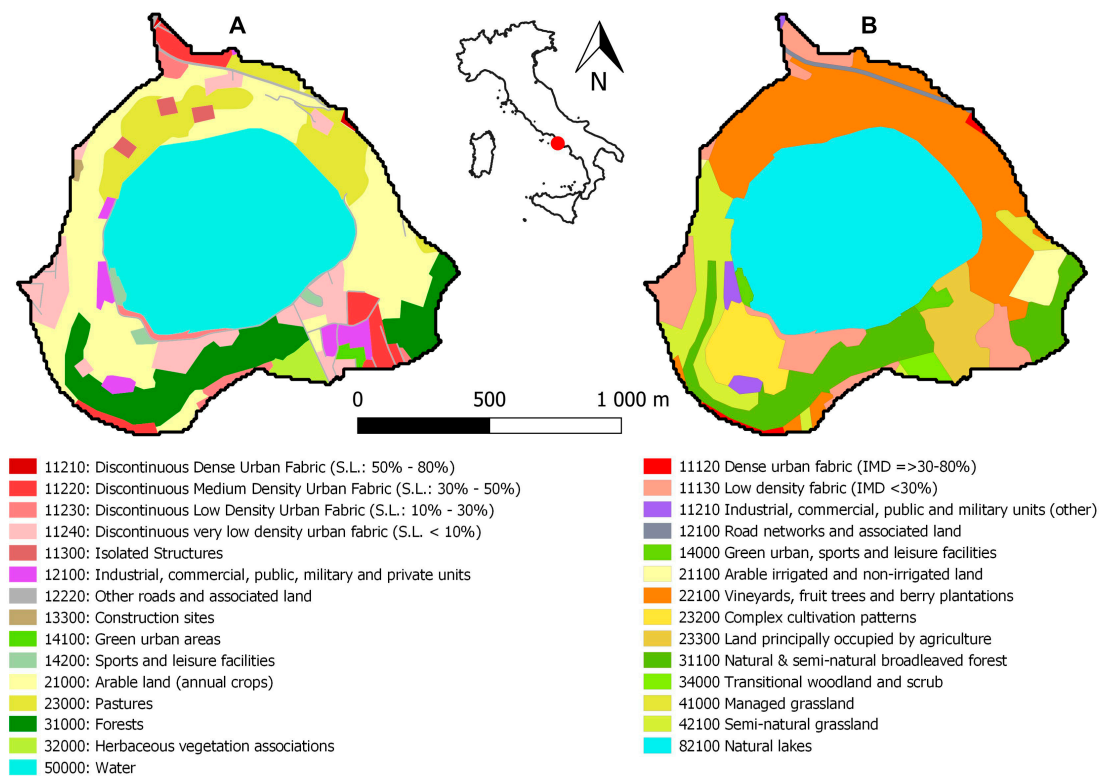 A
B
N
0 500 1 000 m
11210: Discontinuous Dense Urban Fabric (S.L.: 50% - 80%)
11220: Discontinuous Medium Density Urban Fabric (S.L.: 30% - 50%)
11230: Discontinuous Low Density Urban Fabric (S.L.: 10% - 30%)
11240: Discontinuous very low density urban fabric (S.L. < 10%)
11300: Isolated Structures
12100: Industrial, commercial, public, military and private units
12220: Other roads and associated land
13300: Construction sites
14100: Green urban areas
14200: Sports and leisure facilities
21000: Arable land (annual crops)
23000: Pastures
31000: Forests
32000: Herbaceous vegetation associations
50000: Water
11120 Dense urban fabric (IMD =>30-80%)
11130 Low density fabric (IMD <30%)
11210 Industrial, commercial, public and military units (other)
12100 Road networks and associated land
14000 Green urban, sports and leisure facilities
21100 Arable irrigated and non-irrigated land
22100 Vineyards, fruit trees and berry plantations
23200 Complex cultivation patterns
23300 Land principally occupied by agriculture
31100 Natural & semi-natural broadleaved forest
34000 Transitional woodland and scrub
41000 Managed grassland
42100 Semi-natural grassland
82100 Natural lakes